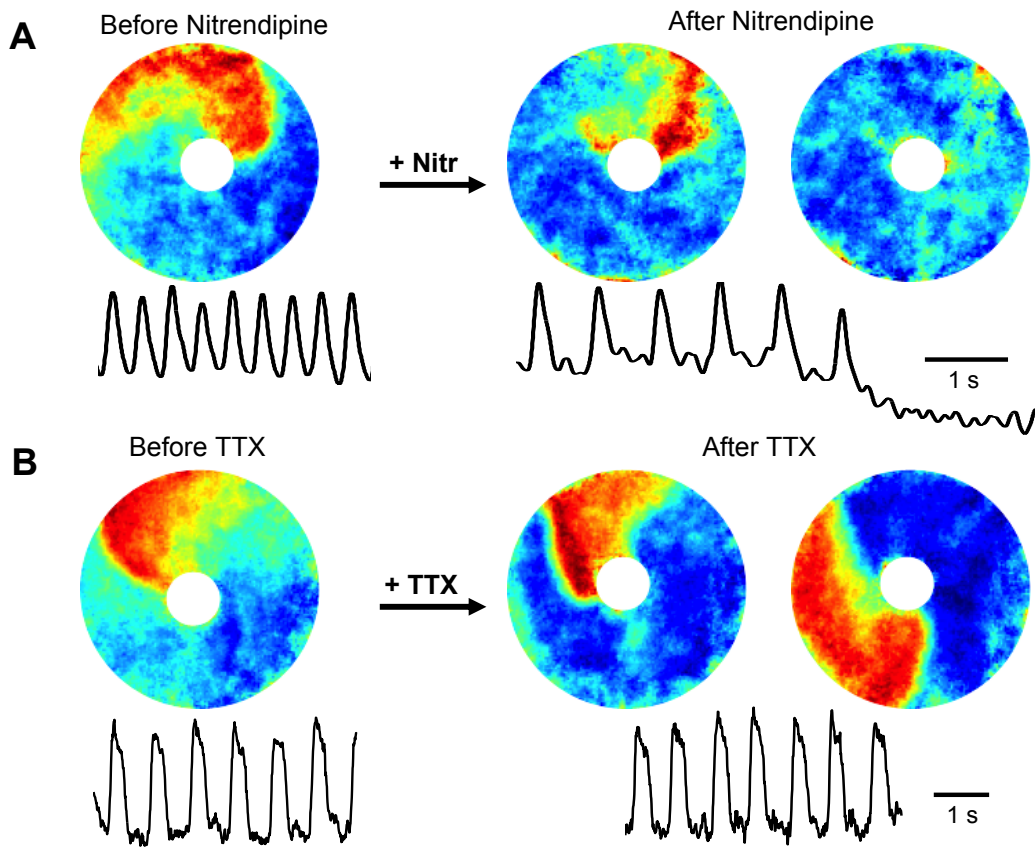 A
Before Nitrendipine
After Nitrendipine
+ Nitr
1 s
B
Before TTX
After TTX
+ TTX
1 s